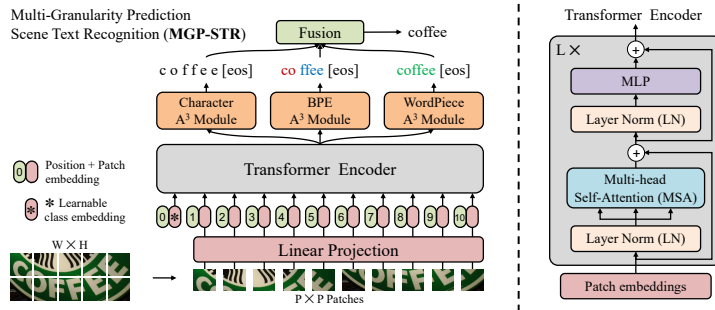 Multi-Granularity Prediction
Scene Text Recognition (MGP-STR)
Fusion
coffee
c o f f e e [eos]
co ffee [eos]
coffee [eos]
Character
A³ Module
BPE
A³ Module
WordPiece
A³ Module
Transformer Encoder
0
Position + Patch
embedding
*
* Learnable
class embedding
0 * 1 2 3 4 5 6 7 8 9 10
Linear Projection
W × H
P × P Patches
Transformer Encoder
L ×
+
MLP
Layer Norm (LN)
+
Multi-head
Self-Attention (MSA)
Layer Norm (LN)
Patch embeddings